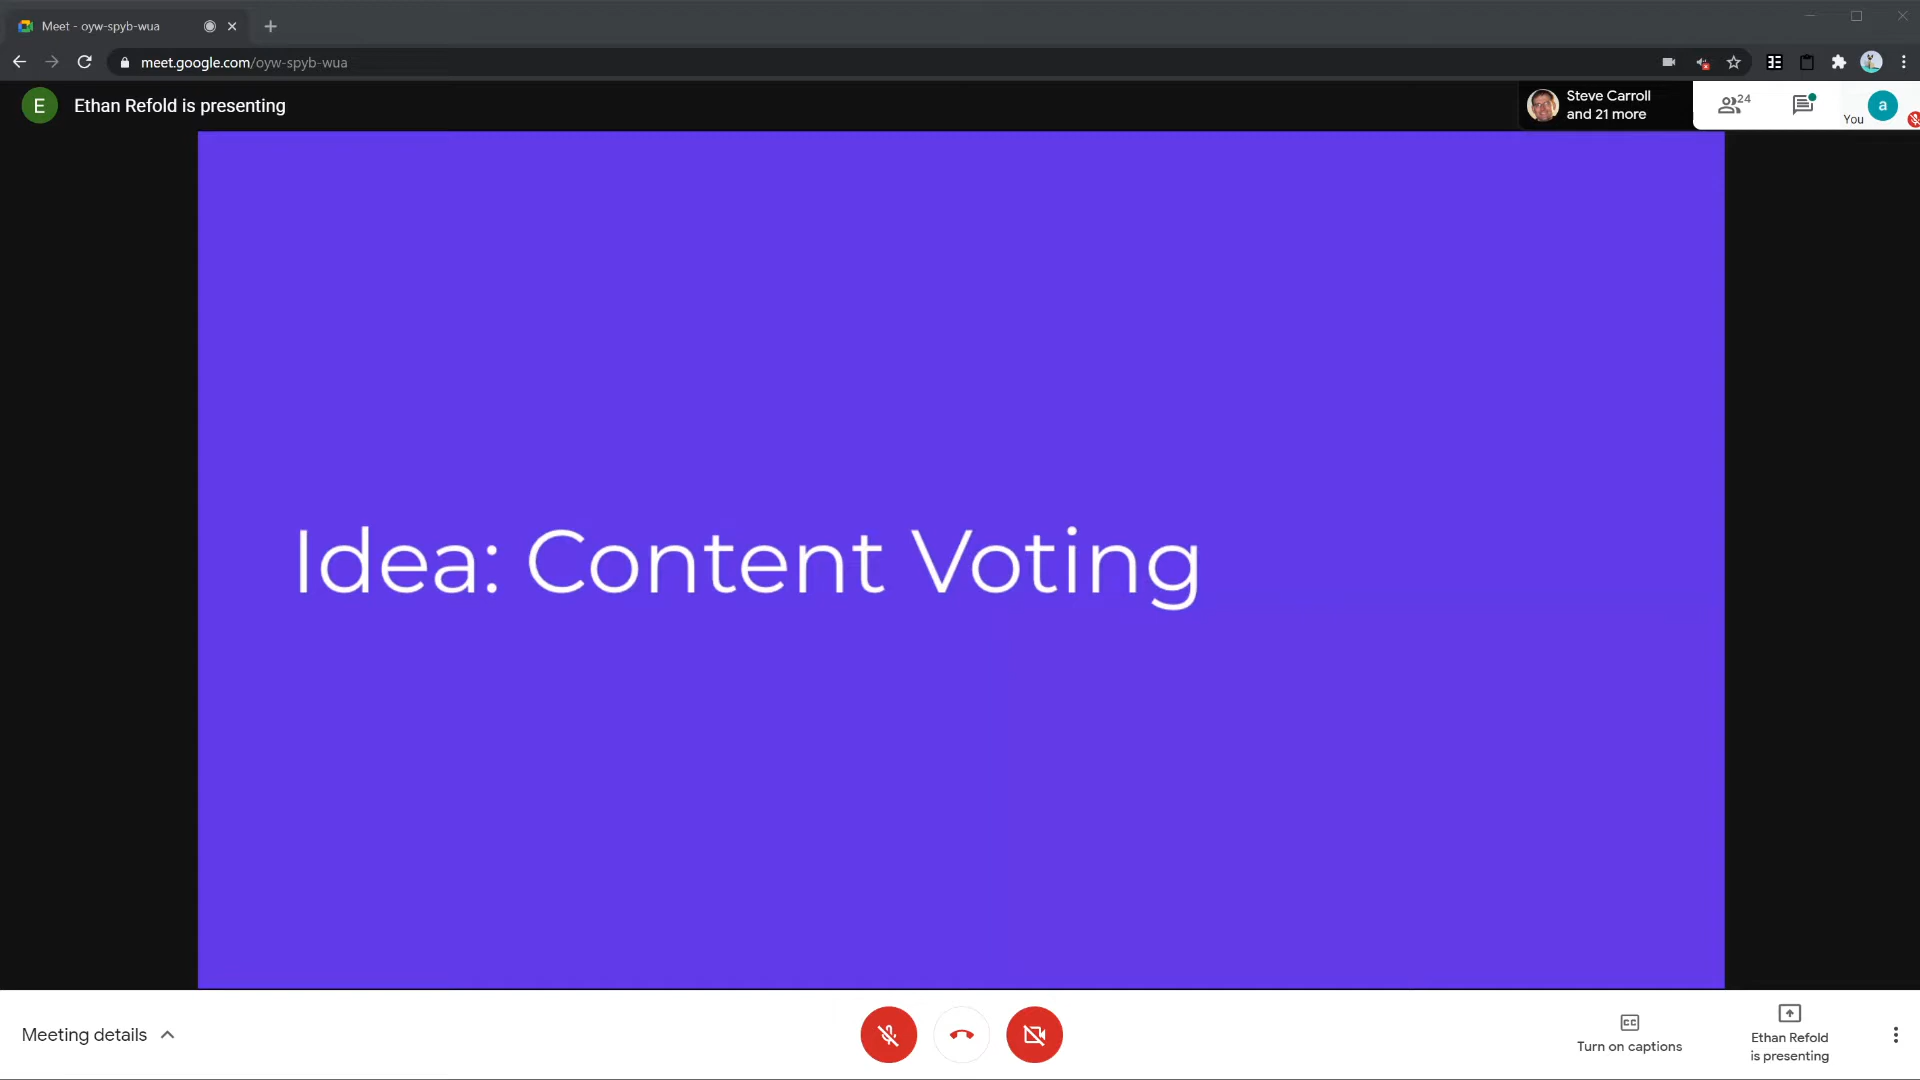 Meet - oyw-spyb-wua
meet.google.com/oyw-spyb-wua
E
Ethan Refold is presenting
Steve Carroll
and 21 more
24
You
a
Idea: Content Voting
Meeting details
CC
Turn on captions
Ethan Refold
is presenting